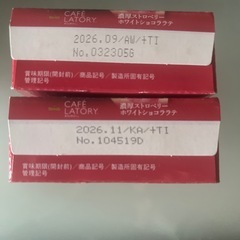 CAFÉ
LATORY
濃厚ストロベリー
ホワイトショコララテ
2026.09/AW/+TI
No.0323058
賞味期限(開封前)/商品記号/製造所固有記号
管理記号
CAFÉ
LATORY
濃厚ストロベリー
ホワイトショコララテ
2026.11/KA/+TI
No.104519D
賞味期限(開封前)/商品記号/製造所固有記号
管理記号